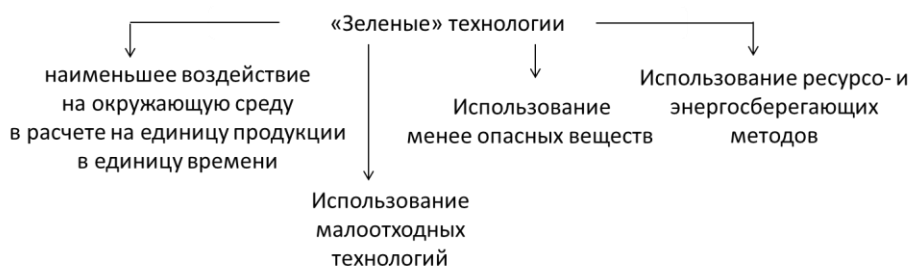 «Зеленые» технологии
наименьшее воздействие
на окружающую среду
в расчете на единицу продукции
в единицу времени
Использование
малоотходных
технологий
Использование
менее опасных веществ
Использование ресурсо- и
энергосберегающих
методов